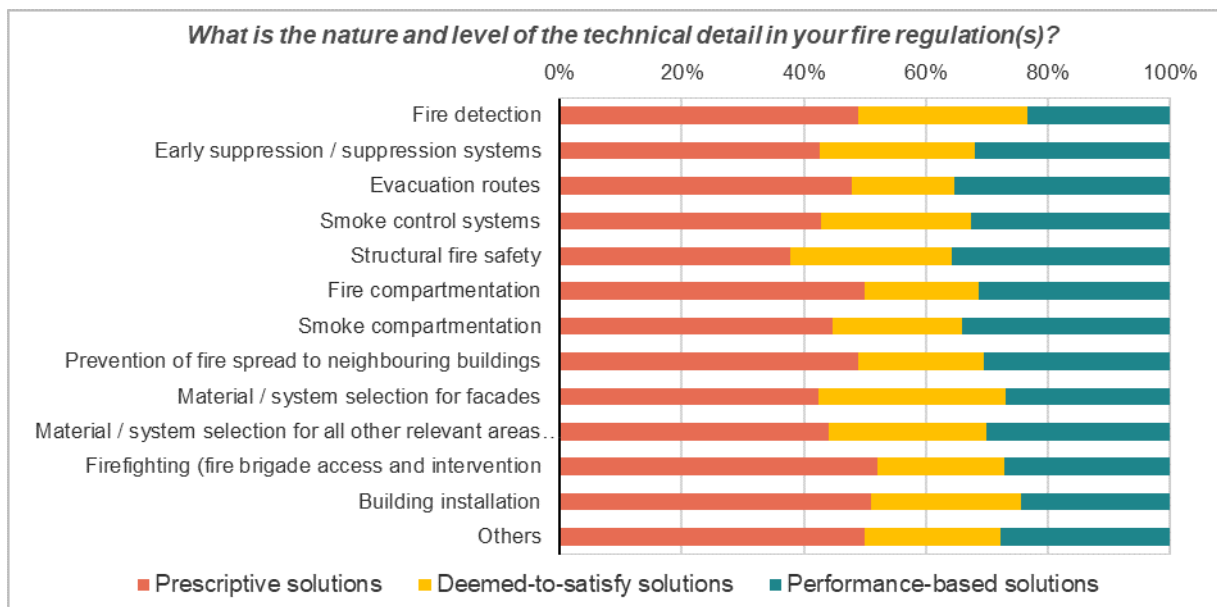 What is the nature and level of the technical detail in your fire regulation(s)?
0% 20% 40% 60% 80% 100%
Fire detection
Early suppression / suppression systems
Evacuation routes
Smoke control systems
Structural fire safety
Fire compartmentation
Smoke compartmentation
Prevention of fire spread to neighbouring buildings
Material / system selection for facades
Material / system selection for all other relevant areas..
Firefighting (fire brigade access and intervention
Building installation
Others
Prescriptive solutions Deemed-to-satisfy solutions Performance-based solutions